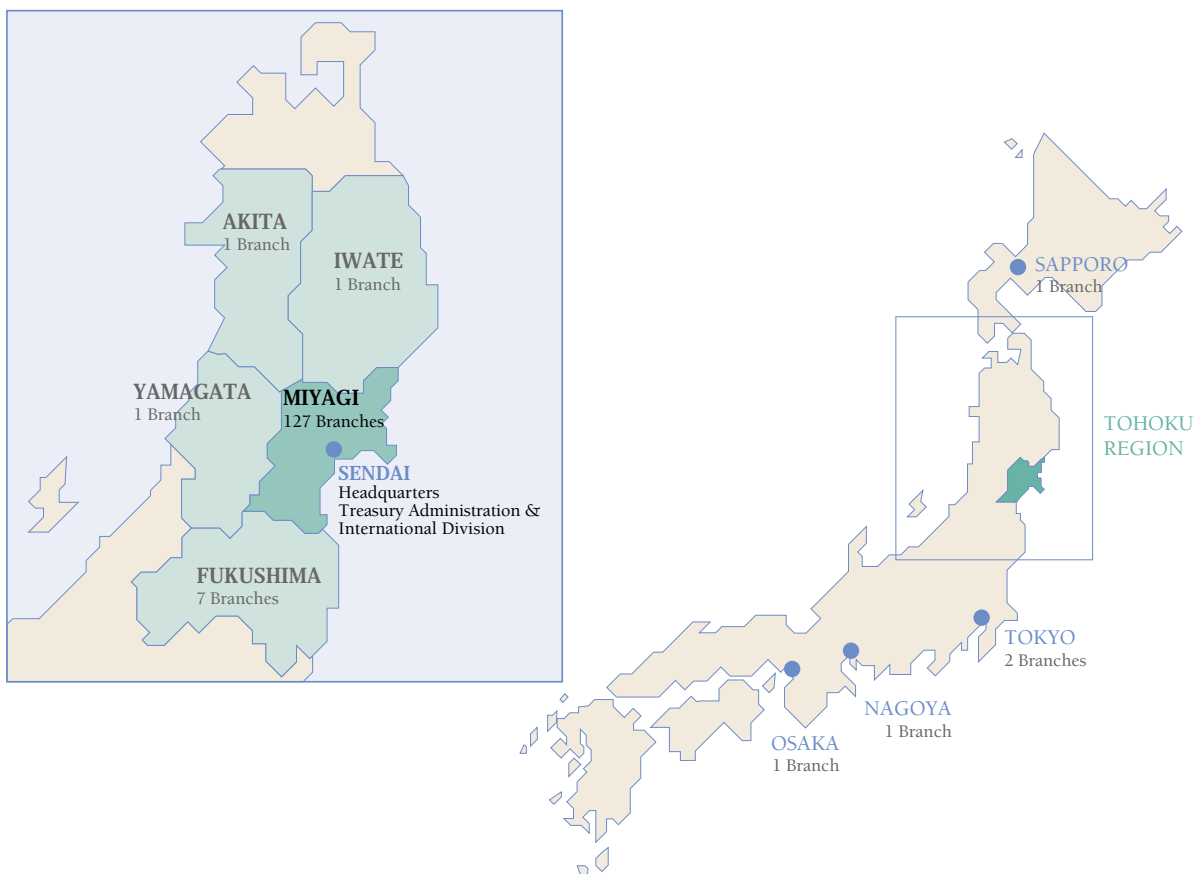 AKITA
1 Branch
IWATE
1 Branch
YAMAGATA
1 Branch
MIYAGI
127 Branches
SENDAI
Headquarters
Treasury Administration &
International Division
FUKUSHIMA
7 Branches
SAPPORO
1 Branch
TOHOKU
REGION
TOKYO
2 Branches
NAGOYA
1 Branch
OSAKA
1 Branch